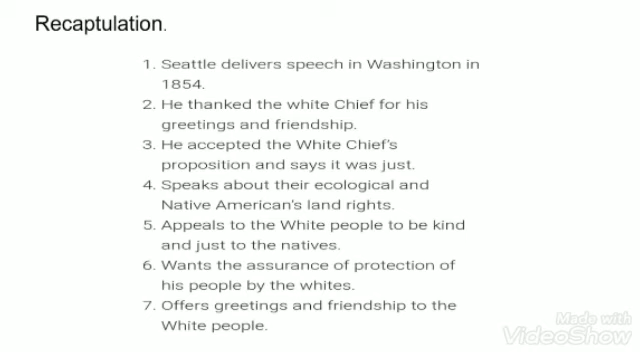 Recaptulation.
1. Seattle delivers speech in Washington in
1854.
2. He thanked the white Chief for his
greetings and friendship.
3. He accepted the White Chief's
proposition and says it was just.
4. Speaks about their ecological and
Native American's land rights.
5. Appeals to the White people to be kind
and just to the natives.
6. Wants the assurance of protection of
his people by the whites.
7. Offers greetings and friendship to the
White people.
Made with
VideoShow